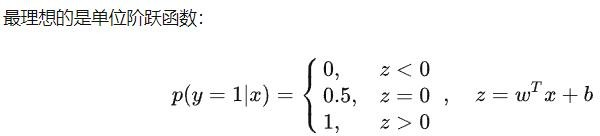 最理想的是单位阶跃函数：
p(y = 1|x) = { 0, z < 0
0.5, z = 0 , z = w^T x + b
1, z > 0